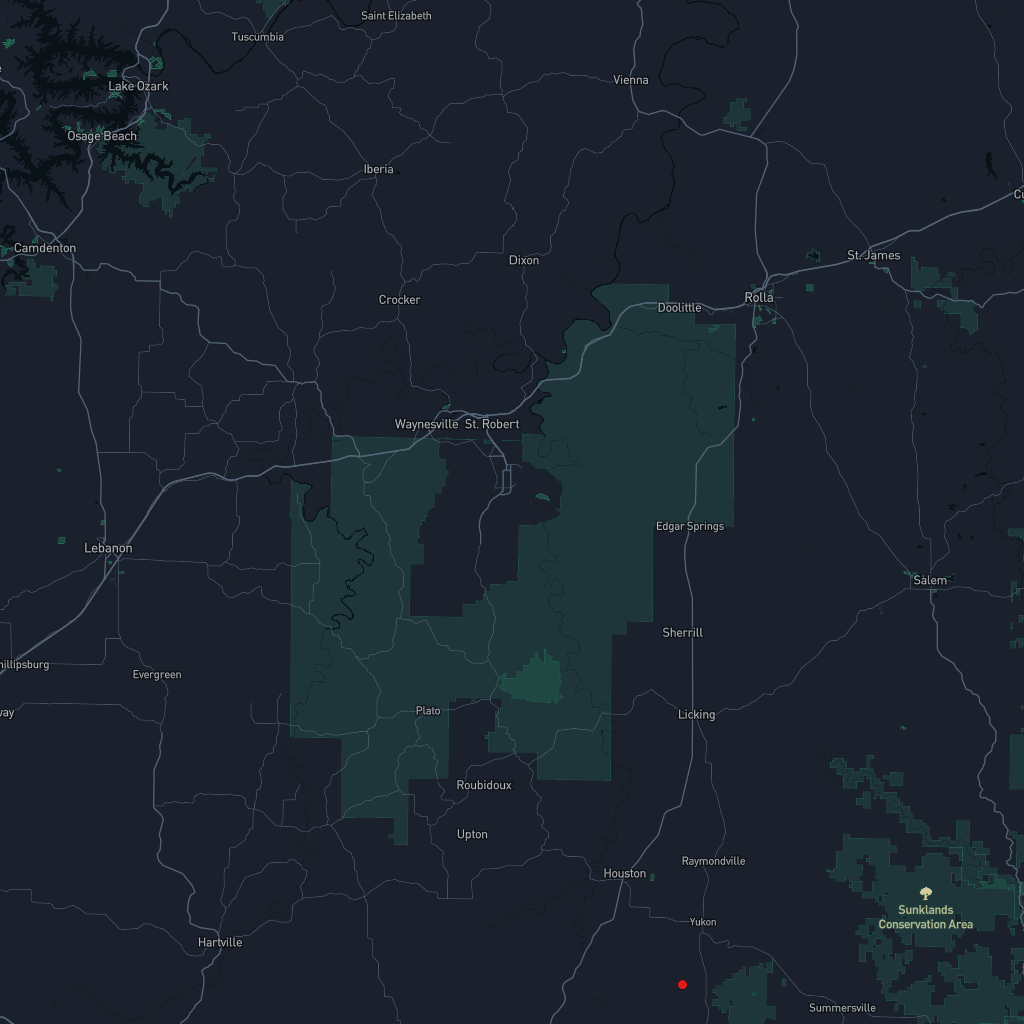 Saint Elizabeth
Tuscumbia
Vienna
Lake Ozark
Osage Beach
Iberia
Cu
Camdenton
Dixon
St. James
Crocker
Rolla
Doolittle
Waynesville
St. Robert
Edgar Springs
Lebanon
Salem
Sherrill
hillipsburg
Evergreen
way
Plato
Licking
Roubidoux
Upton
Raymondville
Houston
Sunklands
Conservation Area
Yukon
Hartville
Summersville